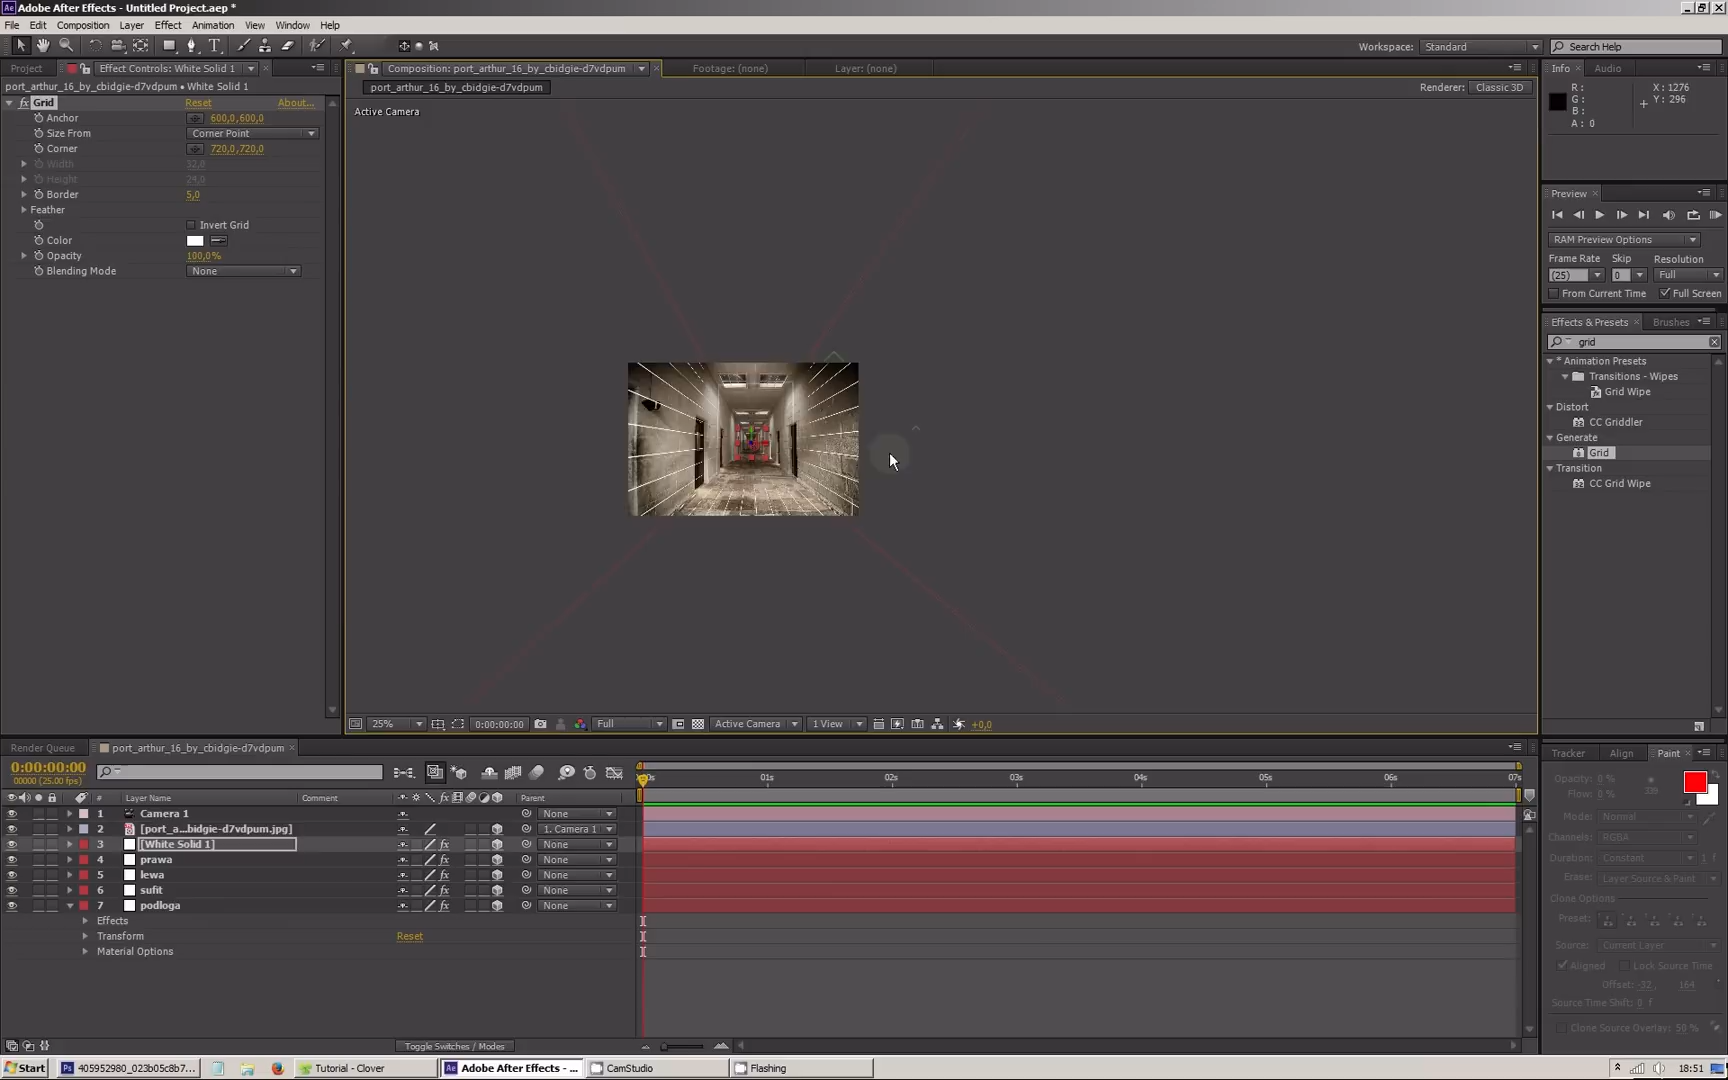 Adobe After Effects - Untitled Project.aep *
File Edit Composition Layer Effect Animation View Window Help
Workspace: Standard Search Help
Project Effect Controls: White Solid 1 Composition: port_arthur_16_by_cbidgie-d7vdpum Footage: (none) Layer: (none) Info Audio
port_arthur_16_by_cbidgie-d7vdpum • White Solid 1 port_arthur_16_by_cbidgie-d7vdpum Renderer: Classic 3D
R: X: 1276
G: Y: 296
B:
A: 0
fx Grid Reset About...
Active Camera
Anchor 600,0,600,0
Size From Corner Point
Corner 720,0,720,0
Width 32,0
Height 24,0
Border 5,0
Feather
Invert Grid
Color
Opacity 100,0%
Blending Mode None
Preview
RAM Preview Options
Frame Rate Skip Resolution
(25) 0 Full
From Current Time Full Screen
Effects & Presets Brushes
grid
* Animation Presets
Transitions - Wipes
Grid Wipe
Distort
CC Griddler
Generate
Grid
Transition
CC Grid Wipe
25% 0:00:00:00 Full Active Camera 1 View +0,0
Render Queue port_arthur_16_by_cbidgie-d7vdpum
0:00:00:00
00000 (25.00 fps)
01s 02s 03s 04s 05s 06s 07s
# Layer Name Comment Parent
1 Camera 1
2 [port_a...bidgie-d7vdpum.jpg] 1. Camera 1
3 [White Solid 1] fx None
4 prawa fx None
5 lewa fx None
6 sufit fx None
7 podloga fx None
Effects
Transform Reset
Material Options
Toggle Switches / Modes
Tracker Align Paint
Opacity: 0 %
Flow: 0 %
Mode: Normal
Channels: RGBA
Duration: Constant 1 f
Erase: Layer Source & Paint
Clone Options
Preset:
Source: Current Layer
Aligned Lock Source Time
Offset: -32, 164
Source Time Shift: 0 f
Clone Source Overlay: 50 %
Start 405952980_023b05c8b7... Tutorial - Clover Adobe After Effects - ... CamStudio Flashing 18:51